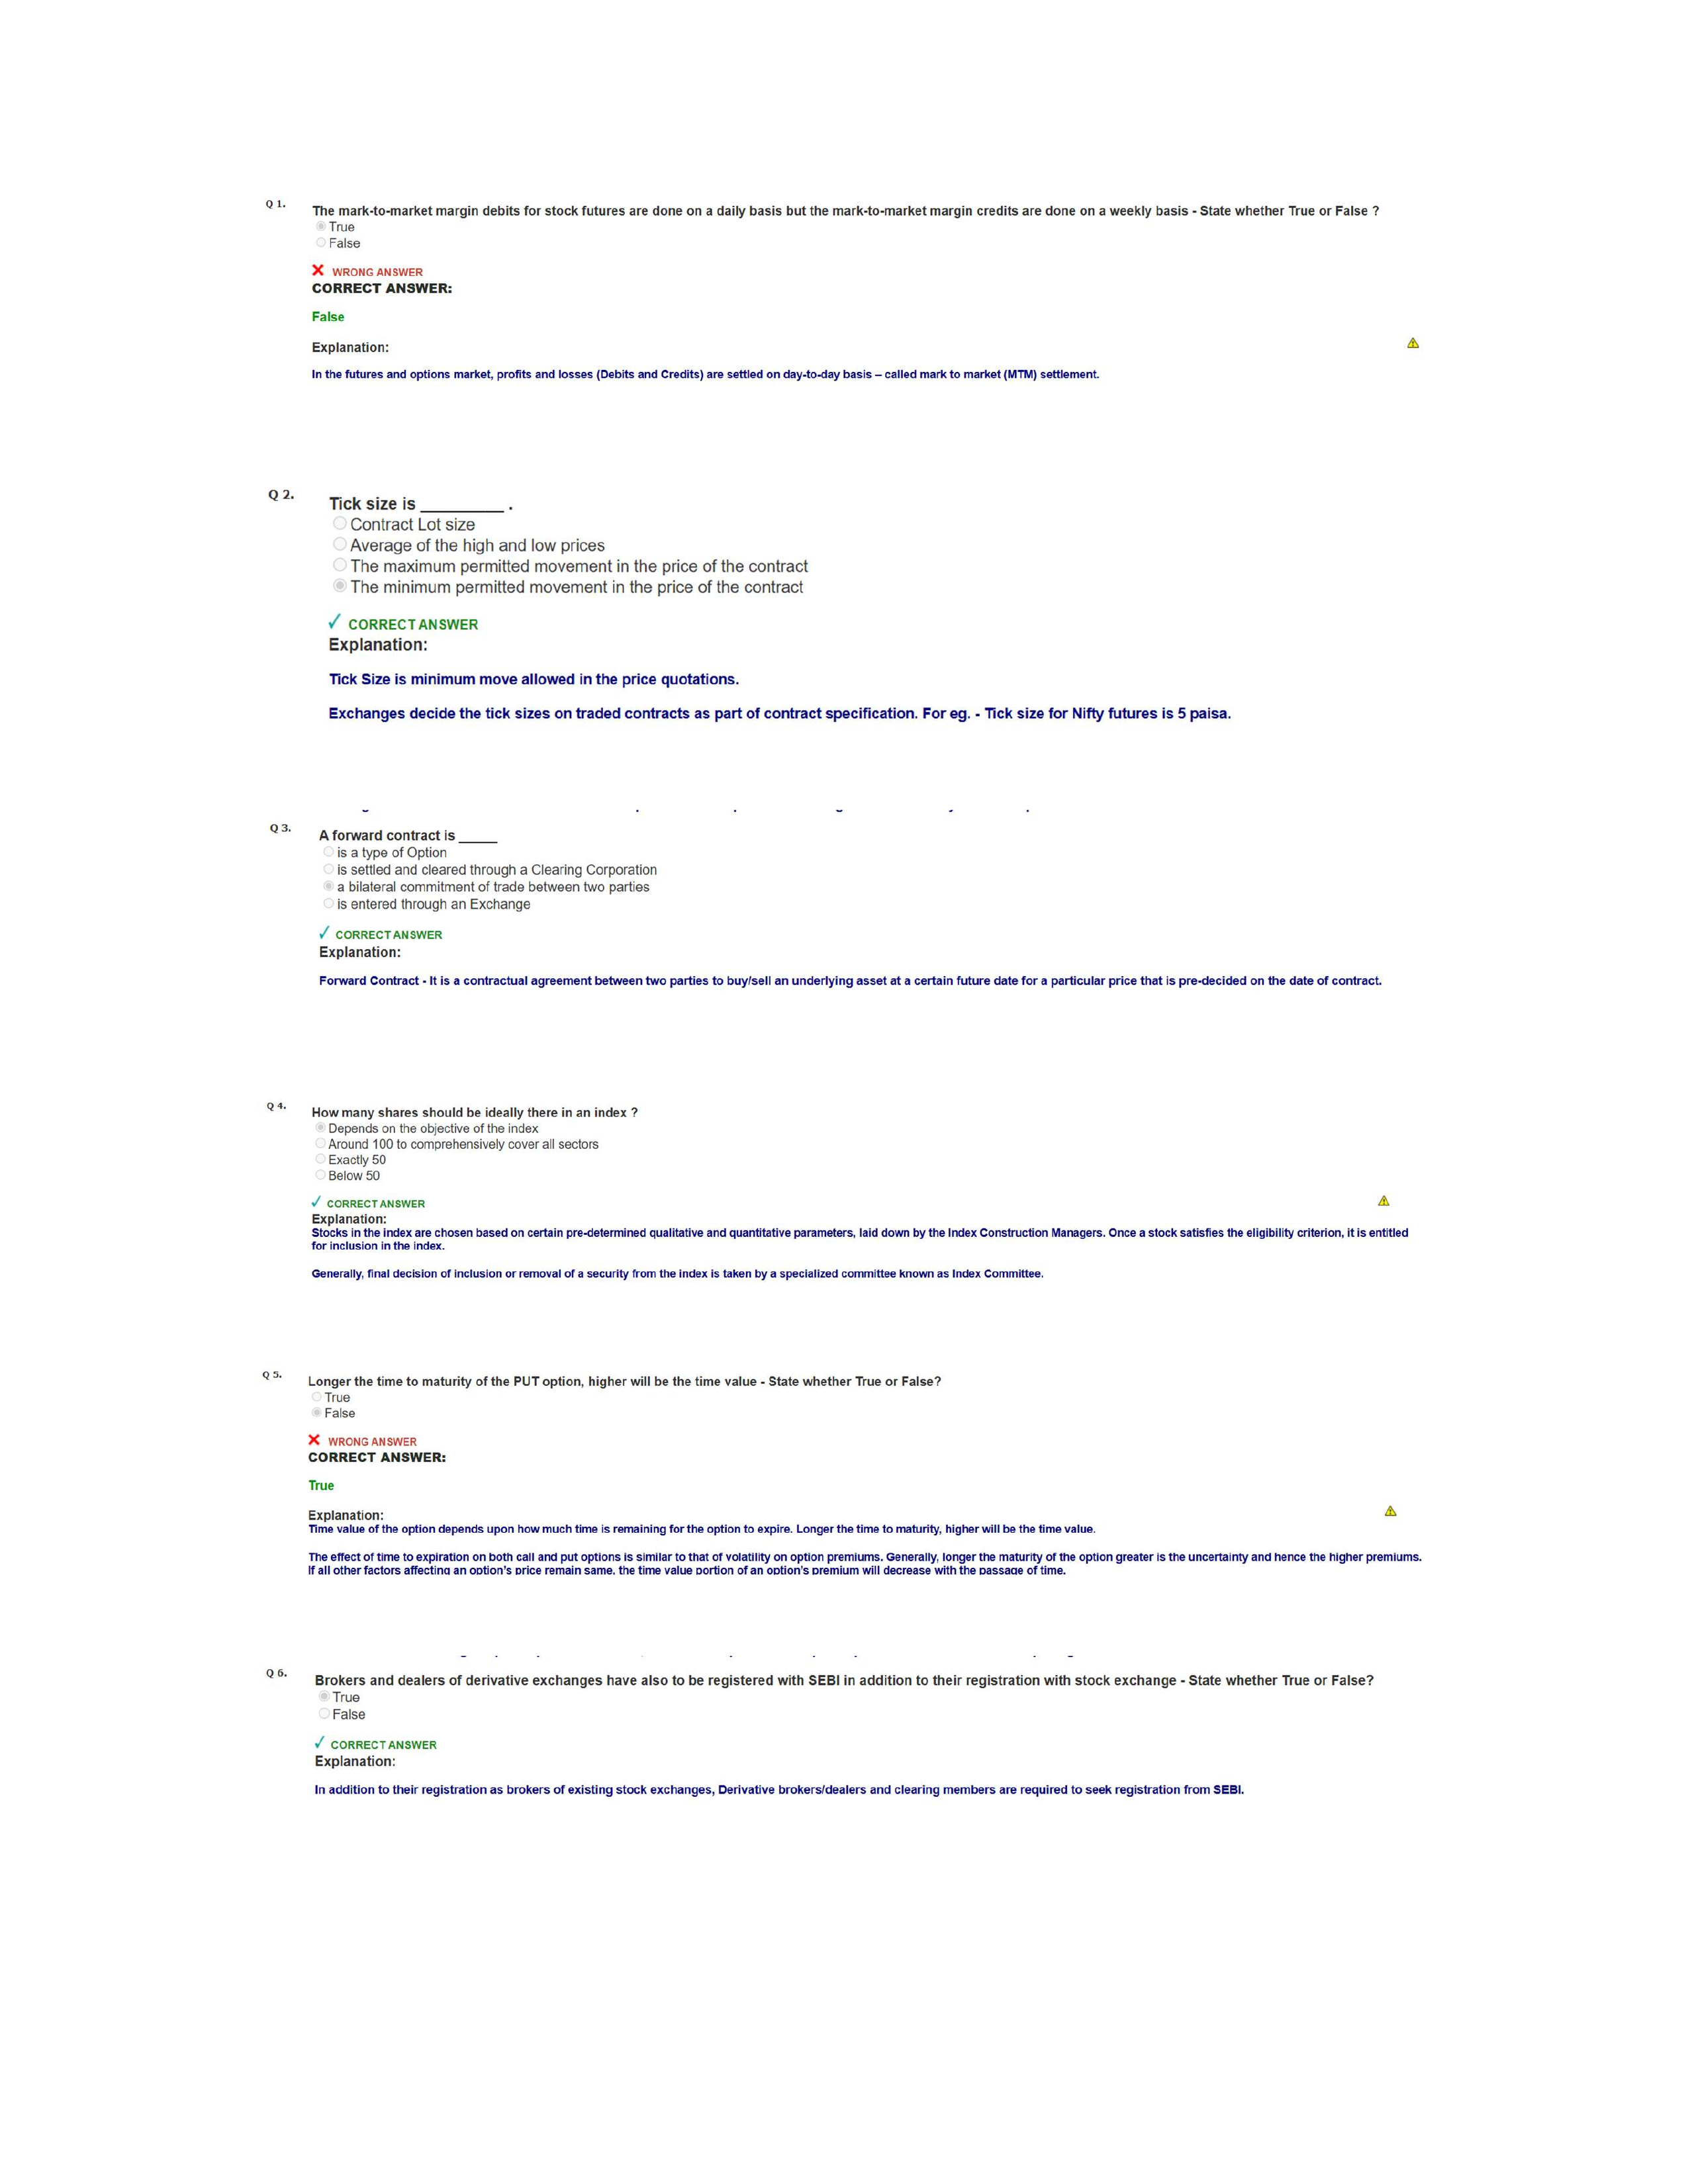 Q 1.
The mark-to-market margin debits for stock futures are done on a daily basis but the mark-to-market margin credits are done on a weekly basis - State whether True or False ?
True
False
WRONG ANSWER
CORRECT ANSWER:
False
Explanation:
In the futures and options market, profits and losses (Debits and Credits) are settled on day-to-day basis – called mark to market (MTM) settlement.
Q 2.
Tick size is _________ .
Contract Lot size
Average of the high and low prices
The maximum permitted movement in the price of the contract
The minimum permitted movement in the price of the contract
CORRECT ANSWER
Explanation:
Tick Size is minimum move allowed in the price quotations.
Exchanges decide the tick sizes on traded contracts as part of contract specification. For eg. - Tick size for Nifty futures is 5 paisa.
Q 3.
A forward contract is _____
is a type of Option
is settled and cleared through a Clearing Corporation
a bilateral commitment of trade between two parties
is entered through an Exchange
CORRECT ANSWER
Explanation:
Forward Contract - It is a contractual agreement between two parties to buy/sell an underlying asset at a certain future date for a particular price that is pre-decided on the date of contract.
Q 4.
How many shares should be ideally there in an index ?
Depends on the objective of the index
Around 100 to comprehensively cover all sectors
Exactly 50
Below 50
CORRECT ANSWER
Explanation:
Stocks in the index are chosen based on certain pre-determined qualitative and quantitative parameters, laid down by the Index Construction Managers. Once a stock satisfies the eligibility criterion, it is entitled
for inclusion in the index.
Generally, final decision of inclusion or removal of a security from the index is taken by a specialized committee known as Index Committee.
Q 5.
Longer the time to maturity of the PUT option, higher will be the time value - State whether True or False?
True
False
WRONG ANSWER
CORRECT ANSWER:
True
Explanation:
Time value of the option depends upon how much time is remaining for the option to expire. Longer the time to maturity, higher will be the time value.
The effect of time to expiration on both call and put options is similar to that of volatility on option premiums. Generally, longer the maturity of the option greater is the uncertainty and hence the higher premiums.
If all other factors affecting an option's price remain same, the time value portion of an option's premium will decrease with the passage of time.
Q 6.
Brokers and dealers of derivative exchanges have also to be registered with SEBI in addition to their registration with stock exchange - State whether True or False?
True
False
CORRECT ANSWER
Explanation:
In addition to their registration as brokers of existing stock exchanges, Derivative brokers/dealers and clearing members are required to seek registration from SEBI.